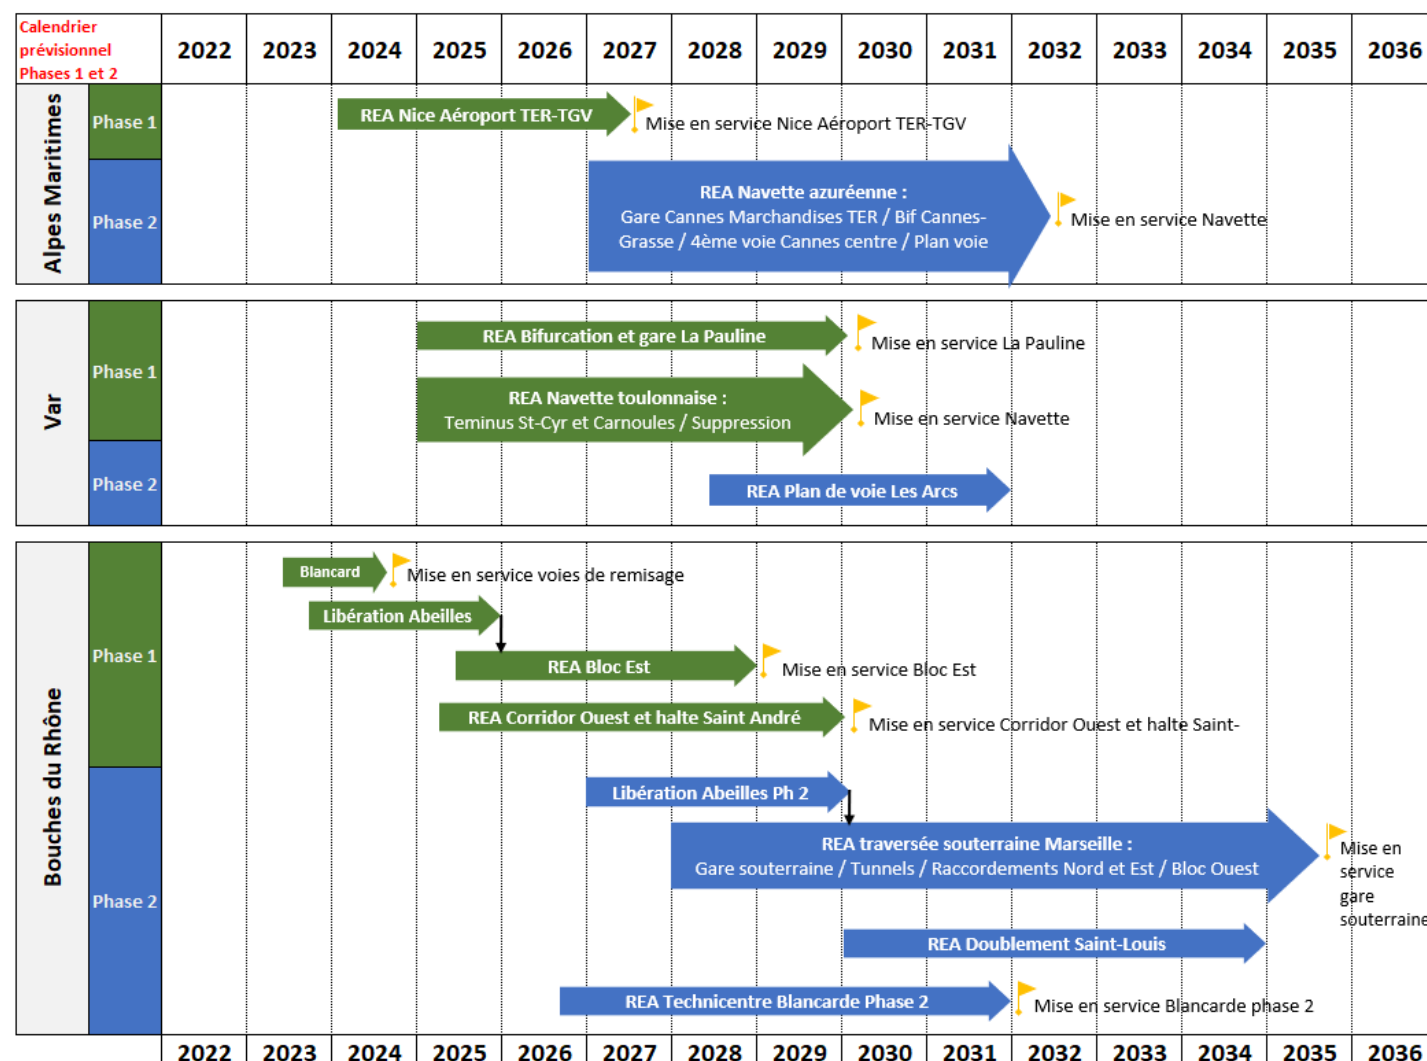 Calendrier
prévisionnel
Phases 1 et 2
2022 2023 2024 2025 2026 2027 2028 2029 2030 2031 2032 2033 2034 2035 2036
Alpes Maritimes
Phase 1
REA Nice Aéroport TER-TGV
Mise en service Nice Aéroport TER-TGV
Phase 2
REA Navette azuréenne :
Gare Cannes Marchandises TER / Bif Cannes-
Grasse / 4ème voie Cannes centre / Plan voie
Mise en service Navette
Var
Phase 1
REA Bifurcation et gare La Pauline
Mise en service La Pauline
REA Navette toulonnaise :
Teminus St-Cyr et Carnoules / Suppression
Mise en service Navette
Phase 2
REA Plan de voie Les Arcs
Bouches du Rhône
Phase 1
Blancard
Mise en service voies de remisage
Libération Abeilles
REA Bloc Est
Mise en service Bloc Est
REA Corridor Ouest et halte Saint André
Mise en service Corridor Ouest et halte Saint-
Phase 2
Libération Abeilles Ph 2
REA traversée souterraine Marseille :
Gare souterraine / Tunnels / Raccordements Nord et Est / Bloc Ouest
Mise en
service
gare
souterraine
REA Doublement Saint-Louis
REA Technicentre Blancarde Phase 2
Mise en service Blancarde phase 2
2022 2023 2024 2025 2026 2027 2028 2029 2030 2031 2032 2033 2034 2035 2036